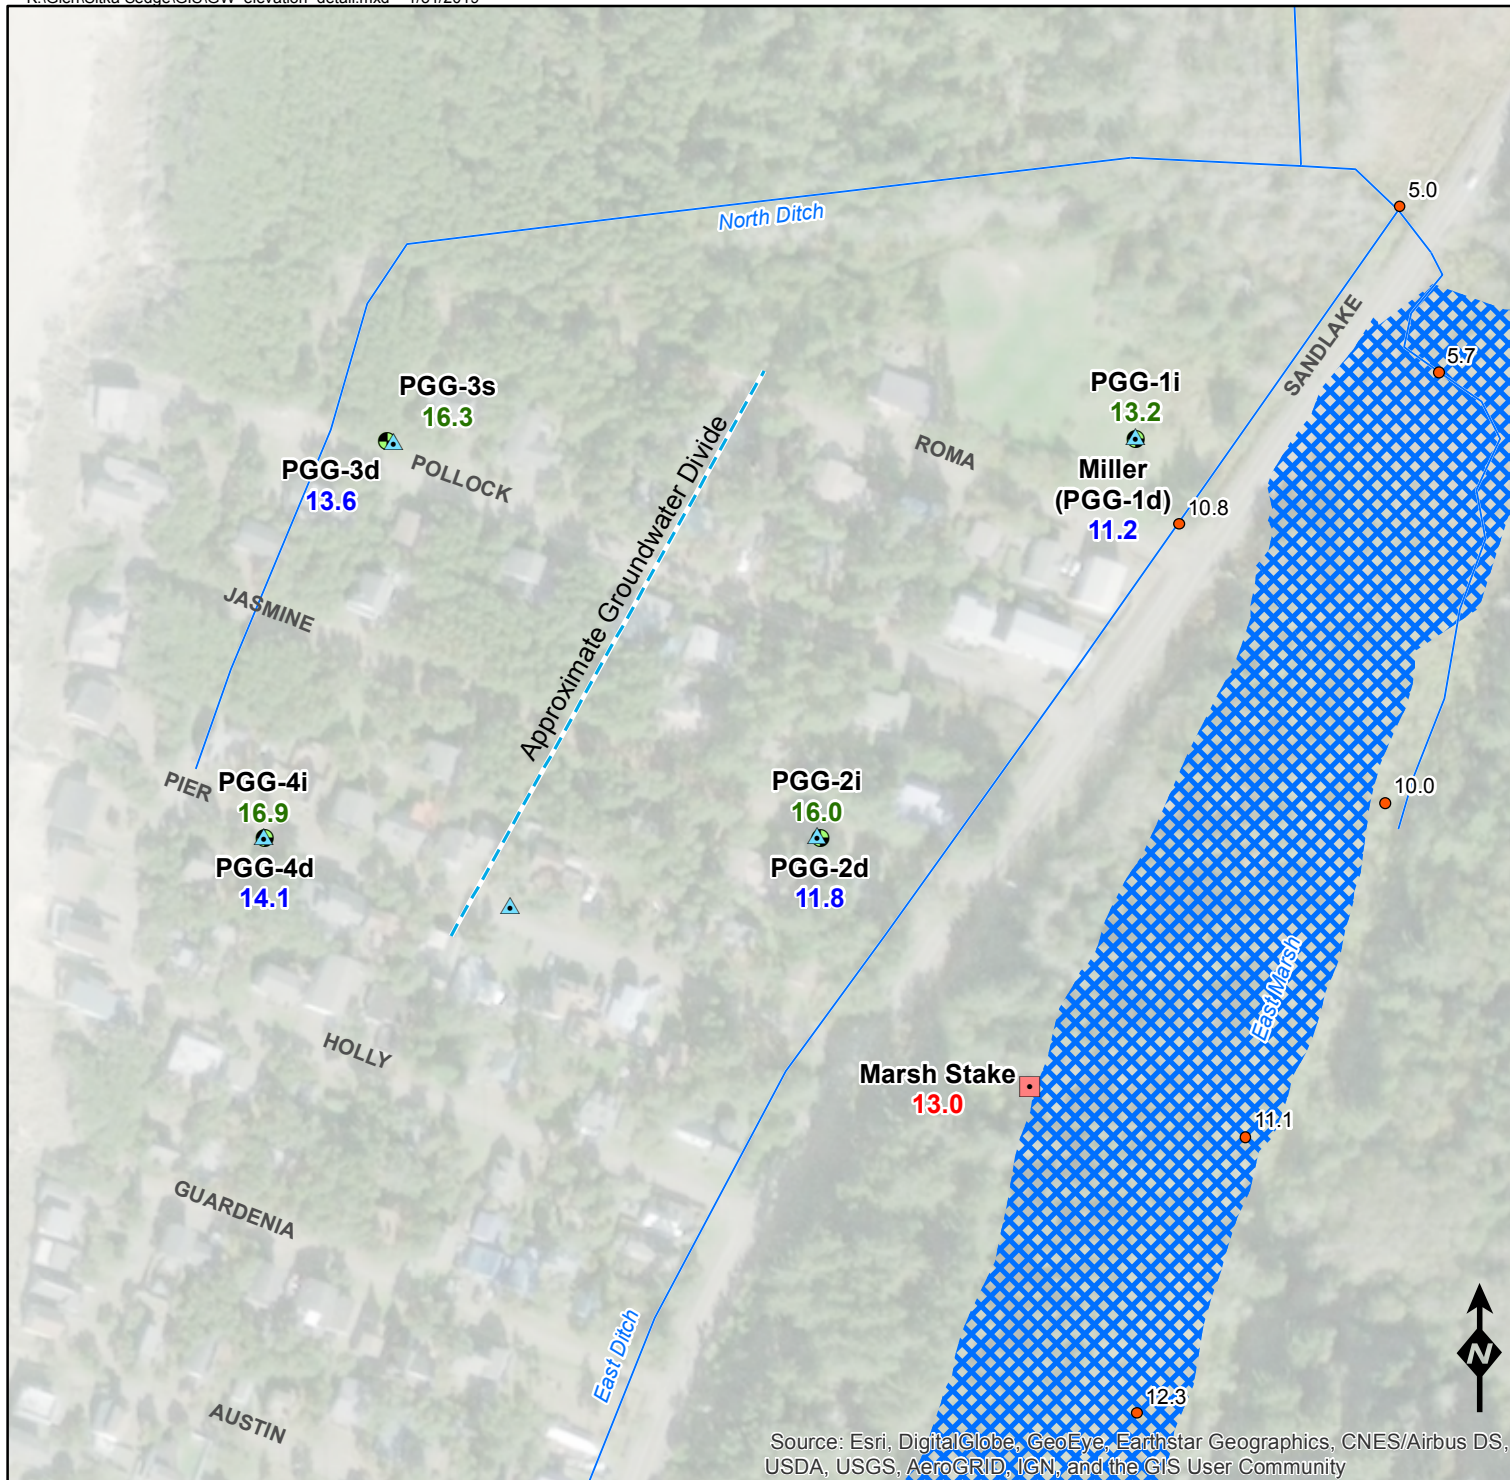 5.0
North Ditch
SANDLAKE
5.7
PGG-3s
16.3
PGG-1i
13.2
ROMA
POLLOCK
PGG-3d
13.6
Miller
(PGG-1d)
11.2
10.8
Approximate Groundwater Divide
JASMINE
PIER
PGG-4i
16.9
PGG-4d
14.1
PGG-2i
16.0
PGG-2d
11.8
10.0
East Marsh
HOLLY
Marsh Stake
13.0
11.1
GUARDENIA
East Ditch
AUSTIN
12.3
N
Source: Esri, DigitalGlobe, GeoEye, Earthstar Geographics, CNES/Airbus DS,
USDA, USGS, AeroGRID, IGN, and the GIS User Community